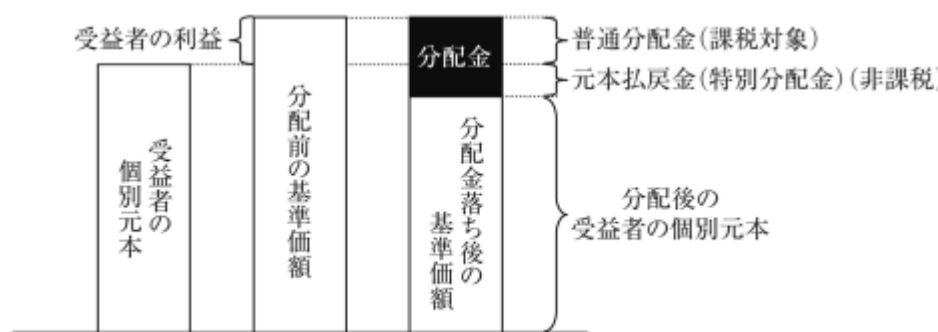 受益者の利益
分配金
普通分配金(課税対象)
元本払戻金(特別分配金)(非課税)
受益者の
個別元本
分配前の基準価額
分配金落ち後の
基準価額
分配後の
受益者の個別元本